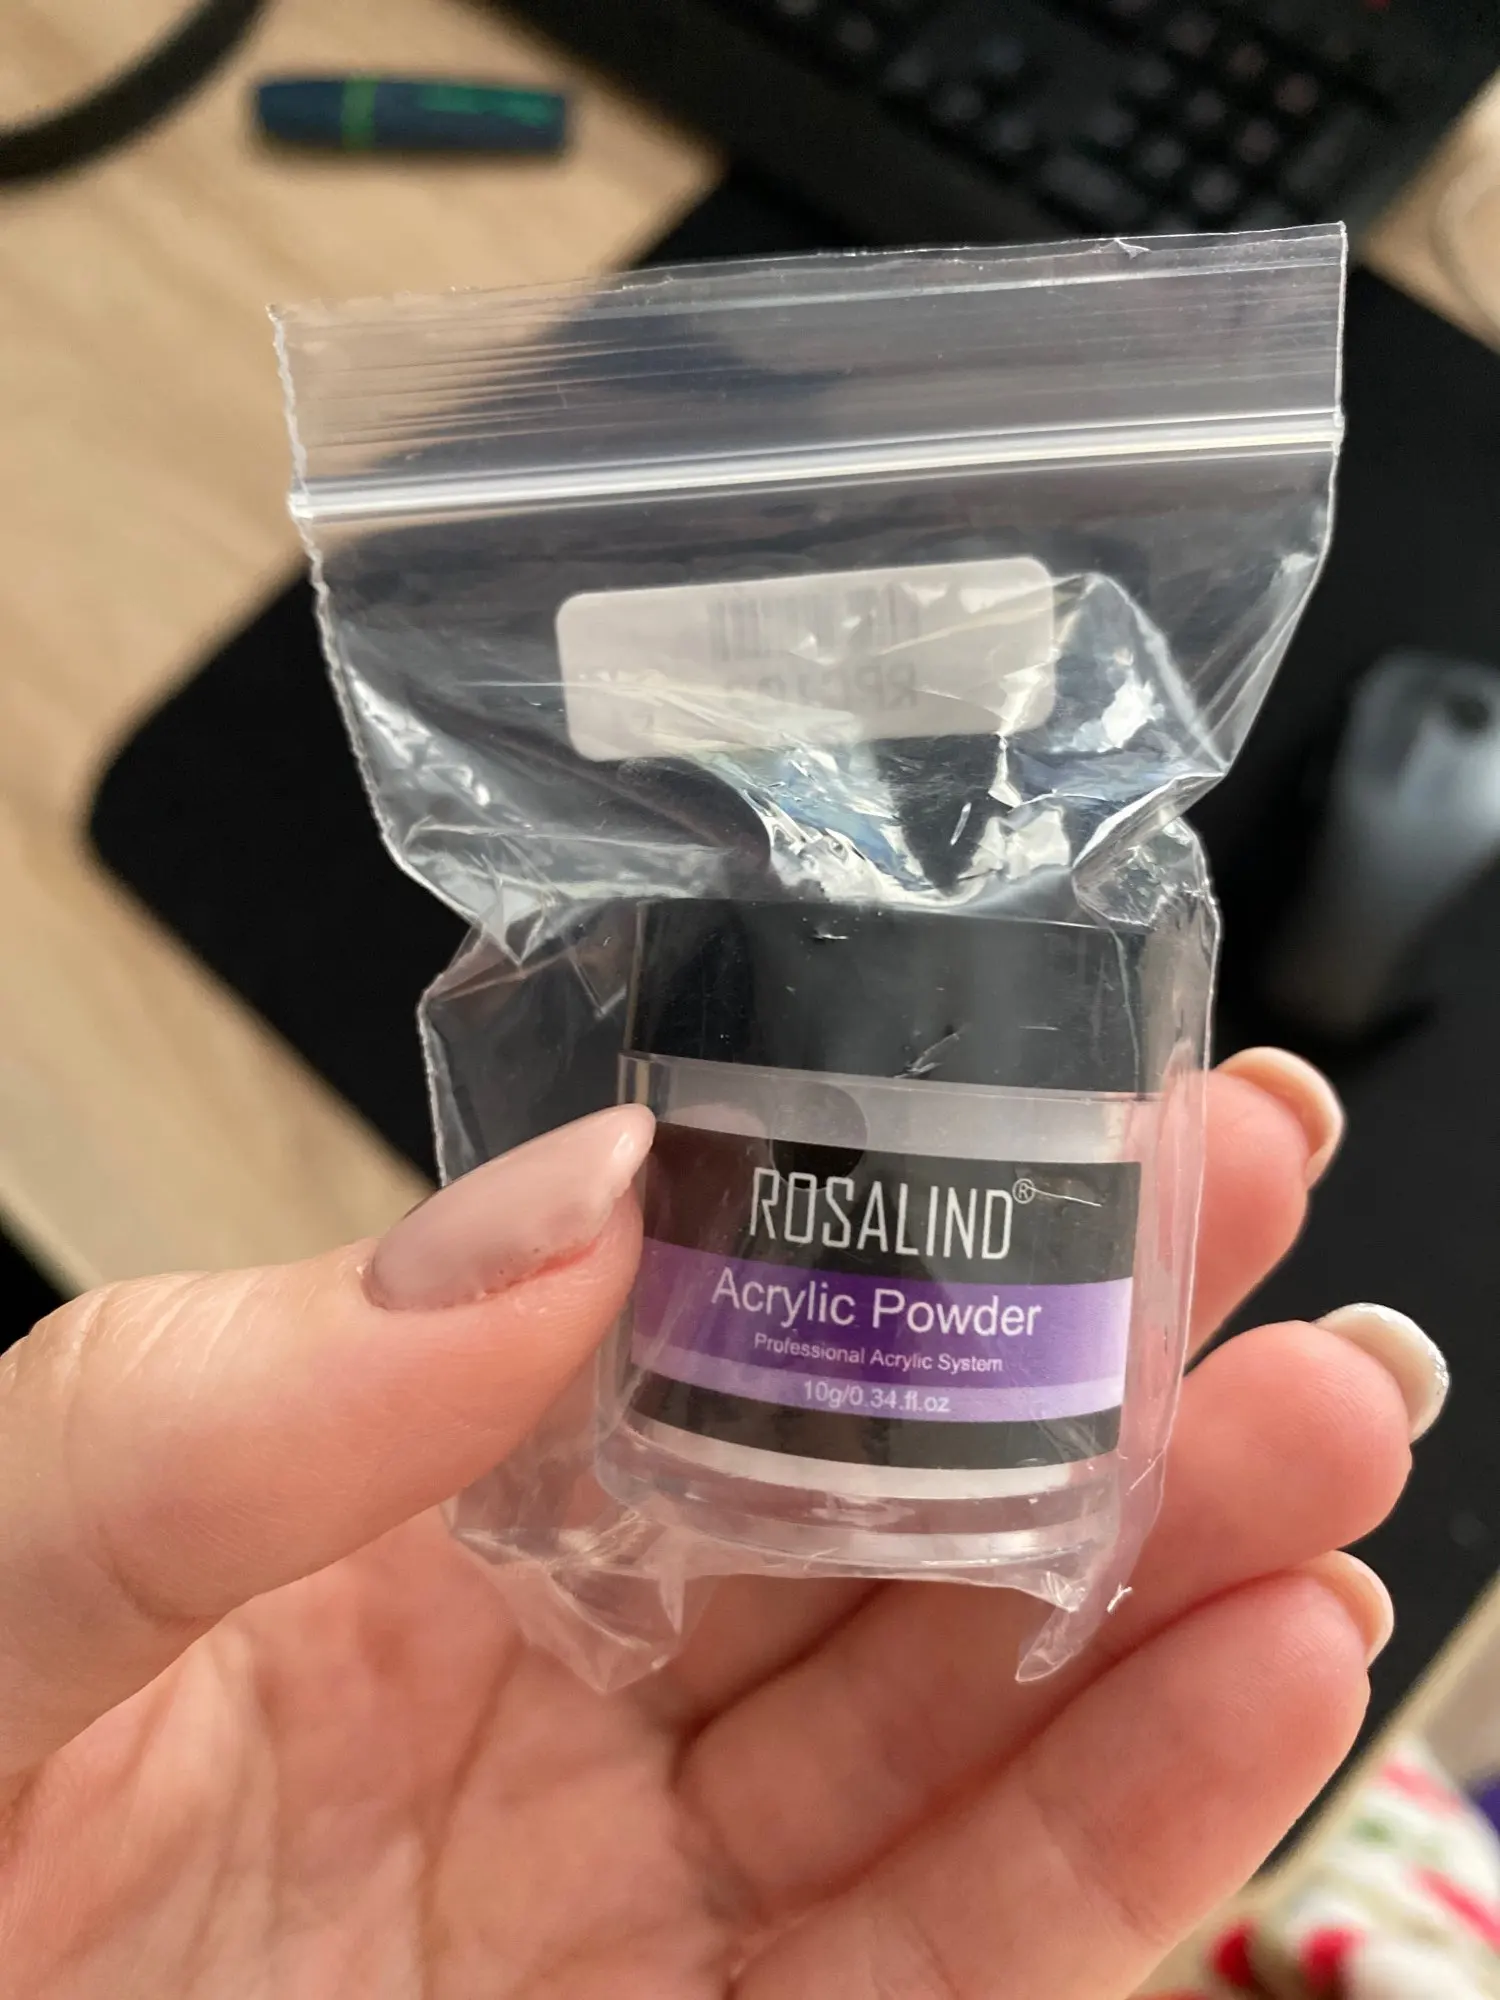 ROSALIND®
Acrylic Powder
Professional Acrylic System
10g/0.34.fl.oz